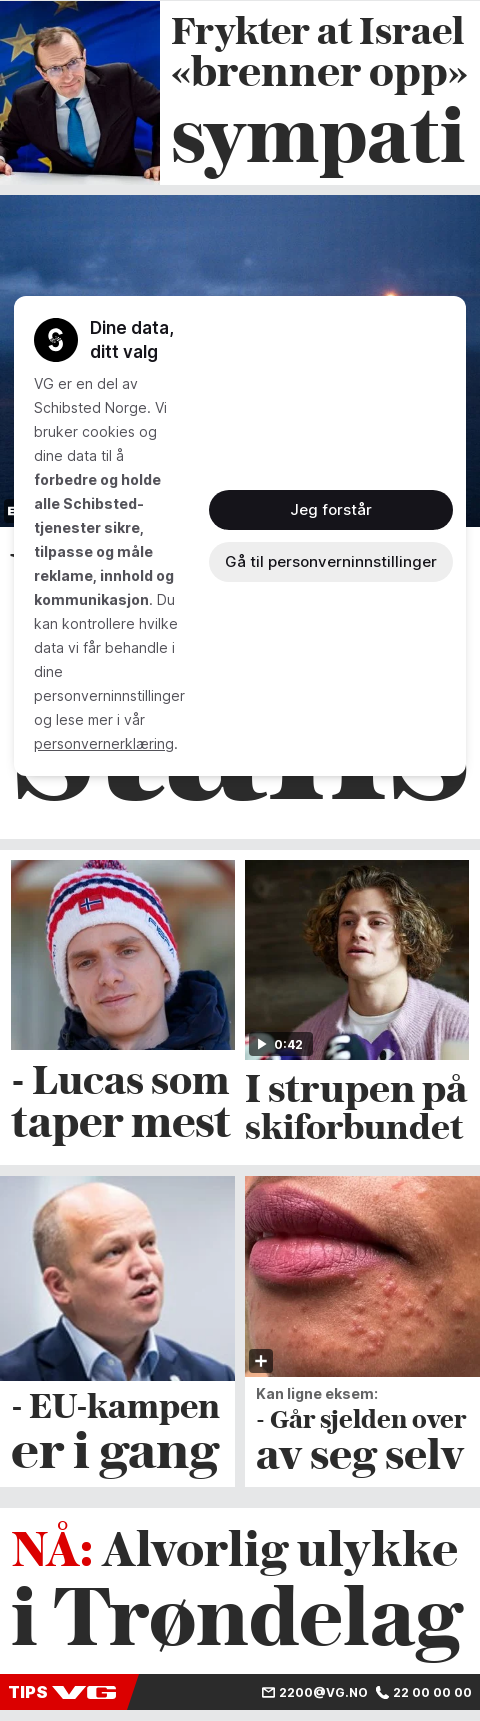 Frykter at Israel
«brenner opp»
sympati
Dine data,
ditt valg
VG er en del av
Schibsted Norge. Vi
bruker cookies og
dine data til å
forbedre og holde
alle Schibsted-
tjenester sikre,
tilpasse og måle
reklame, innhold og
kommunikasjon. Du
kan kontrollere hvilke
data vi får behandle i
dine
personverninnstillinger
og lese mer i vår
personvernerklæring.
Jeg forstår
Gå til personverninnstillinger
0:42
- Lucas som
taper mest
I strupen på
skiforbundet
- EU-kampen
er i gang
Kan ligne eksem:
- Går sjelden over
av seg selv
NÅ: Alvorlig ulykke
i Trøndelag
TIPS VG
2200@VG.NO 22 00 00 00